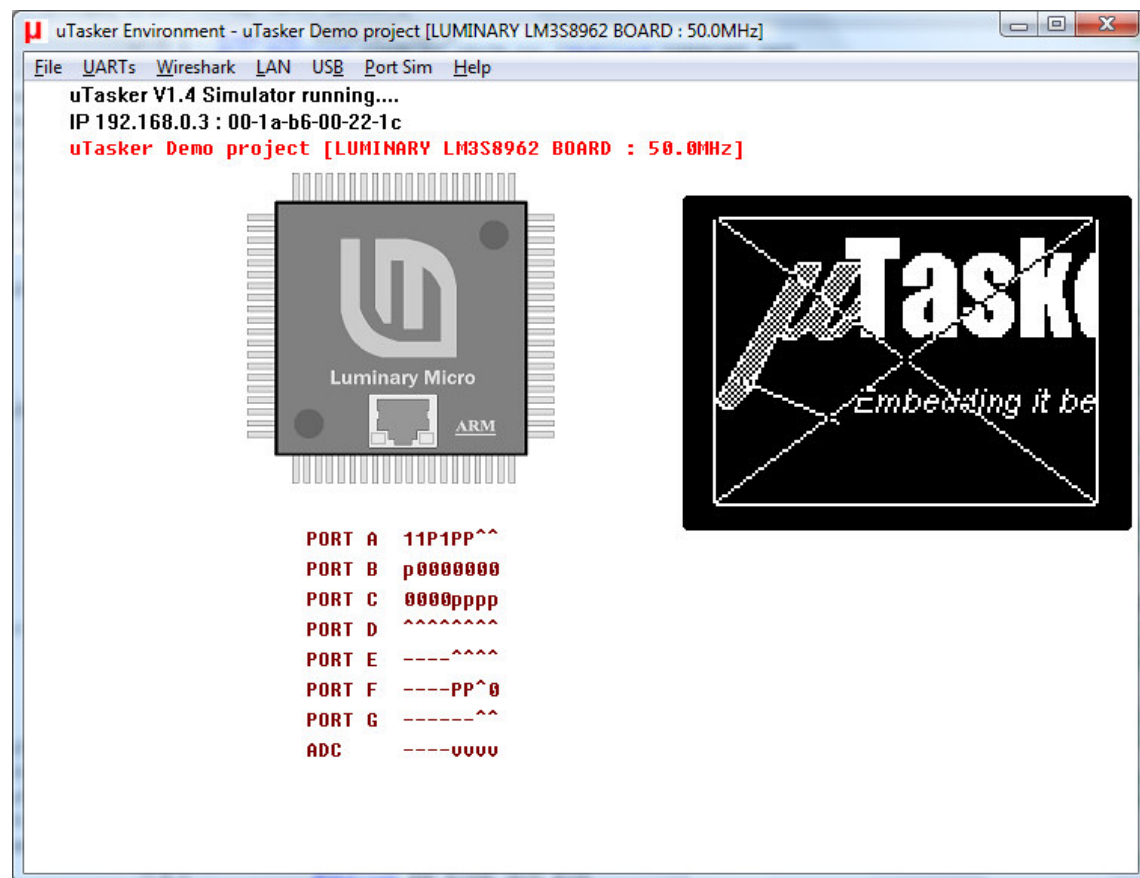 µ uTasker Environment - uTasker Demo project [LUMINARY LM3S8962 BOARD : 50.0MHz]
File UARTs Wireshark LAN USB Port Sim Help
uTasker V1.4 Simulator running....
IP 192.168.0.3 : 00-1a-b6-00-22-1c
uTasker Demo project [LUMINARY LM3S8962 BOARD : 50.0MHz]
Luminary Micro
ARM
µTaske
Embedding it be
PORT A 11P1PP^^
PORT B p0000000
PORT C 0000pppp
PORT D ^^^^^^^^
PORT E ----^^^^
PORT F ----PP^0
PORT G ------^^
ADC ----vvvv